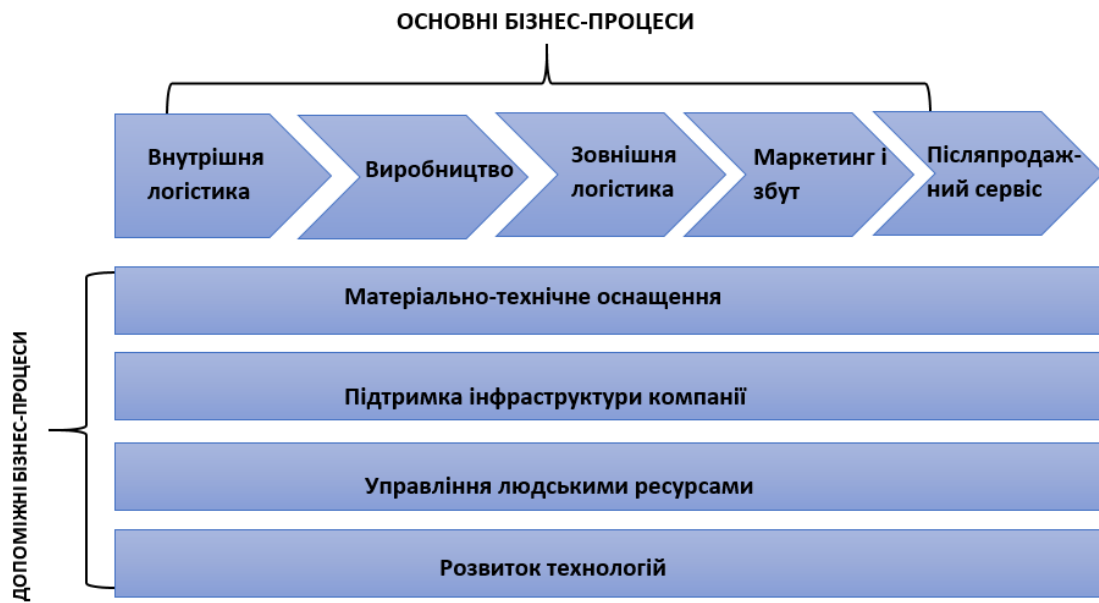 ОСНОВНІ БІЗНЕС-ПРОЦЕСИ
Внутрішня
логістика
Виробництво
Зовнішня
логістика
Маркетинг і
збут
Післяпродаж-
ний сервіс
ДОПОМІЖНІ БІЗНЕС-ПРОЦЕСИ
Матеріально-технічне оснащення
Підтримка інфраструктури компанії
Управління людськими ресурсами
Розвиток технологій